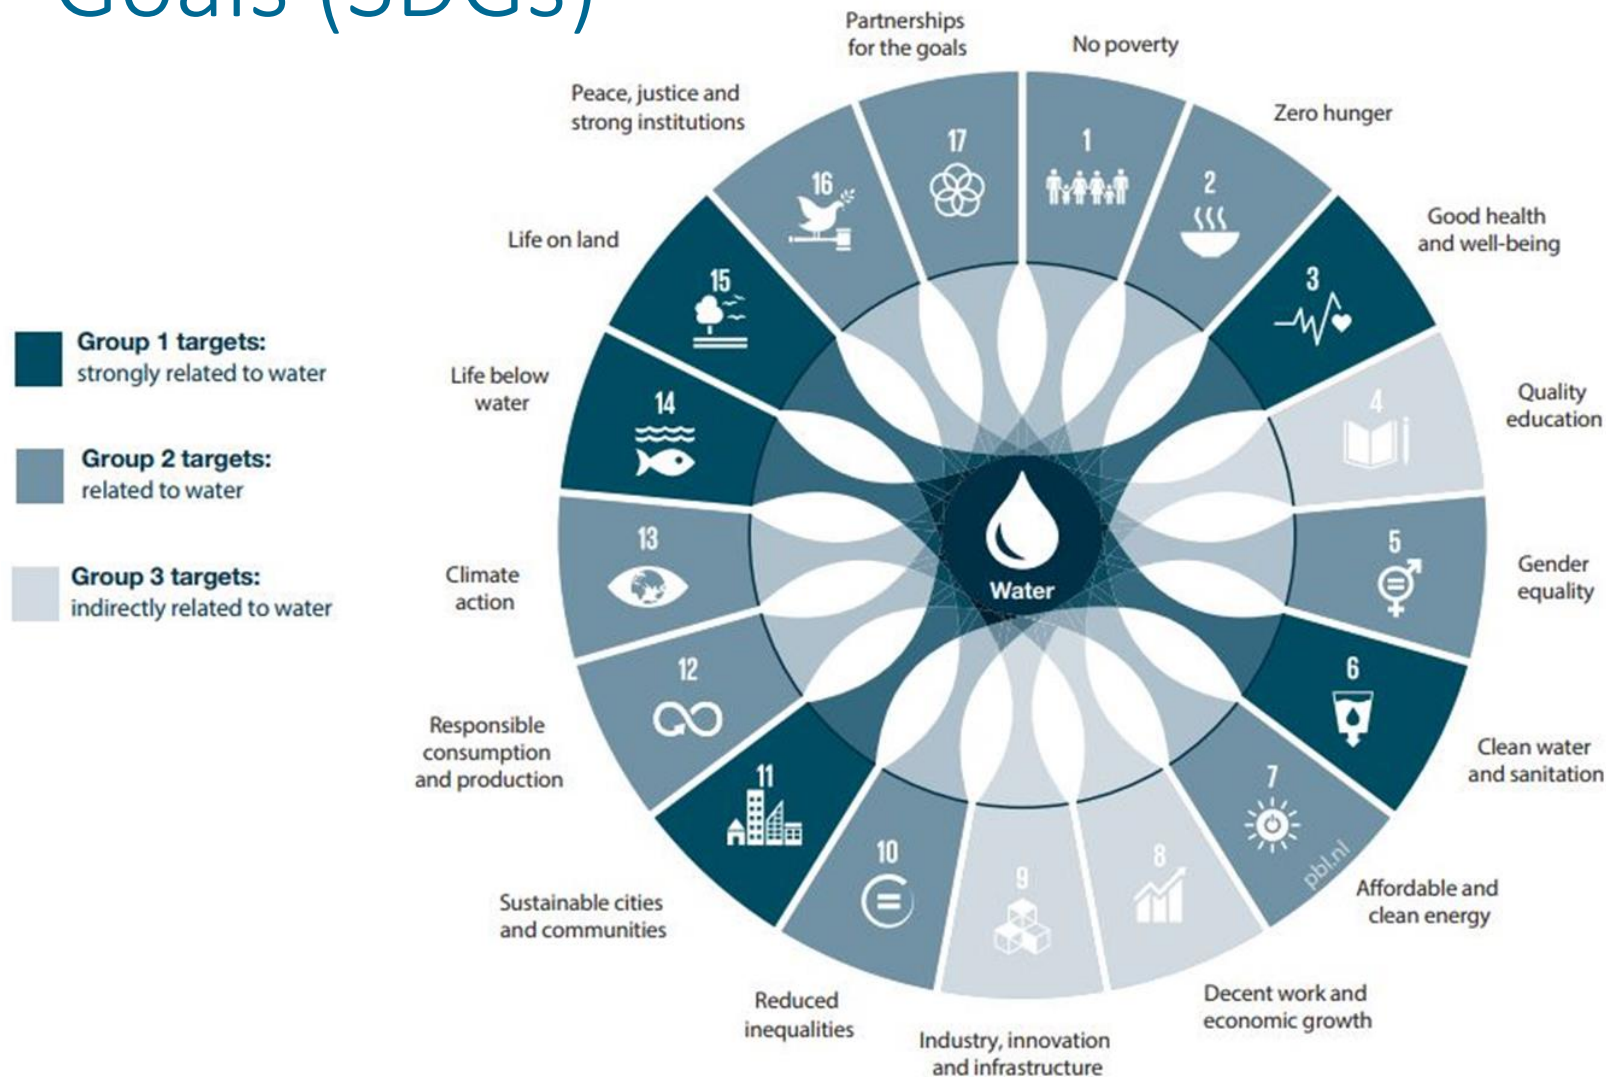 Goals (SDGs)
Partnerships
for the goals
No poverty
Peace, justice and
strong institutions
Zero hunger
17
1
16
2
Good health
and well-being
Life on land
15
3
Group 1 targets:
strongly related to water
Life below
water
14
4
Quality
education
Group 2 targets:
related to water
13
5
Climate
action
Gender
equality
Water
Group 3 targets:
indirectly related to water
12
6
Responsible
consumption
and production
Clean water
and sanitation
11
7
10
8
9
pbl.nl
Sustainable cities
and communities
Affordable and
clean energy
Reduced
inequalities
Decent work and
economic growth
Industry, innovation
and infrastructure